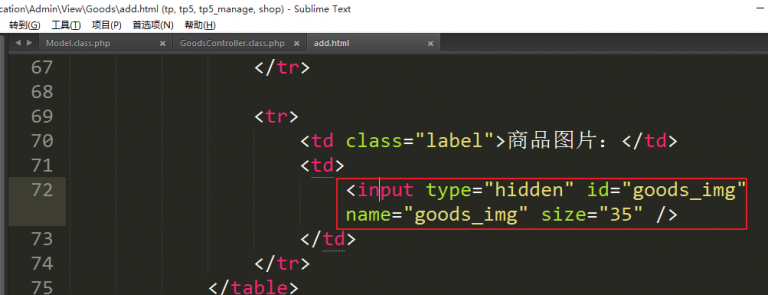 cation\Admin\View\Goods\add.html (tp, tp5, tp5_manage, shop) - Sublime Text
转到(G) 工具(T) 项目(P) 首选项(N) 帮助(H)
Model.class.php GoodsController.class.php add.html
67 </tr>
68
69 <tr>
70 <td class="label">商品图片：</td>
71 <td>
72 <input type="hidden" id="goods_img"
name="goods_img" size="35" />
73 </td>
74 </tr>
75 </table>